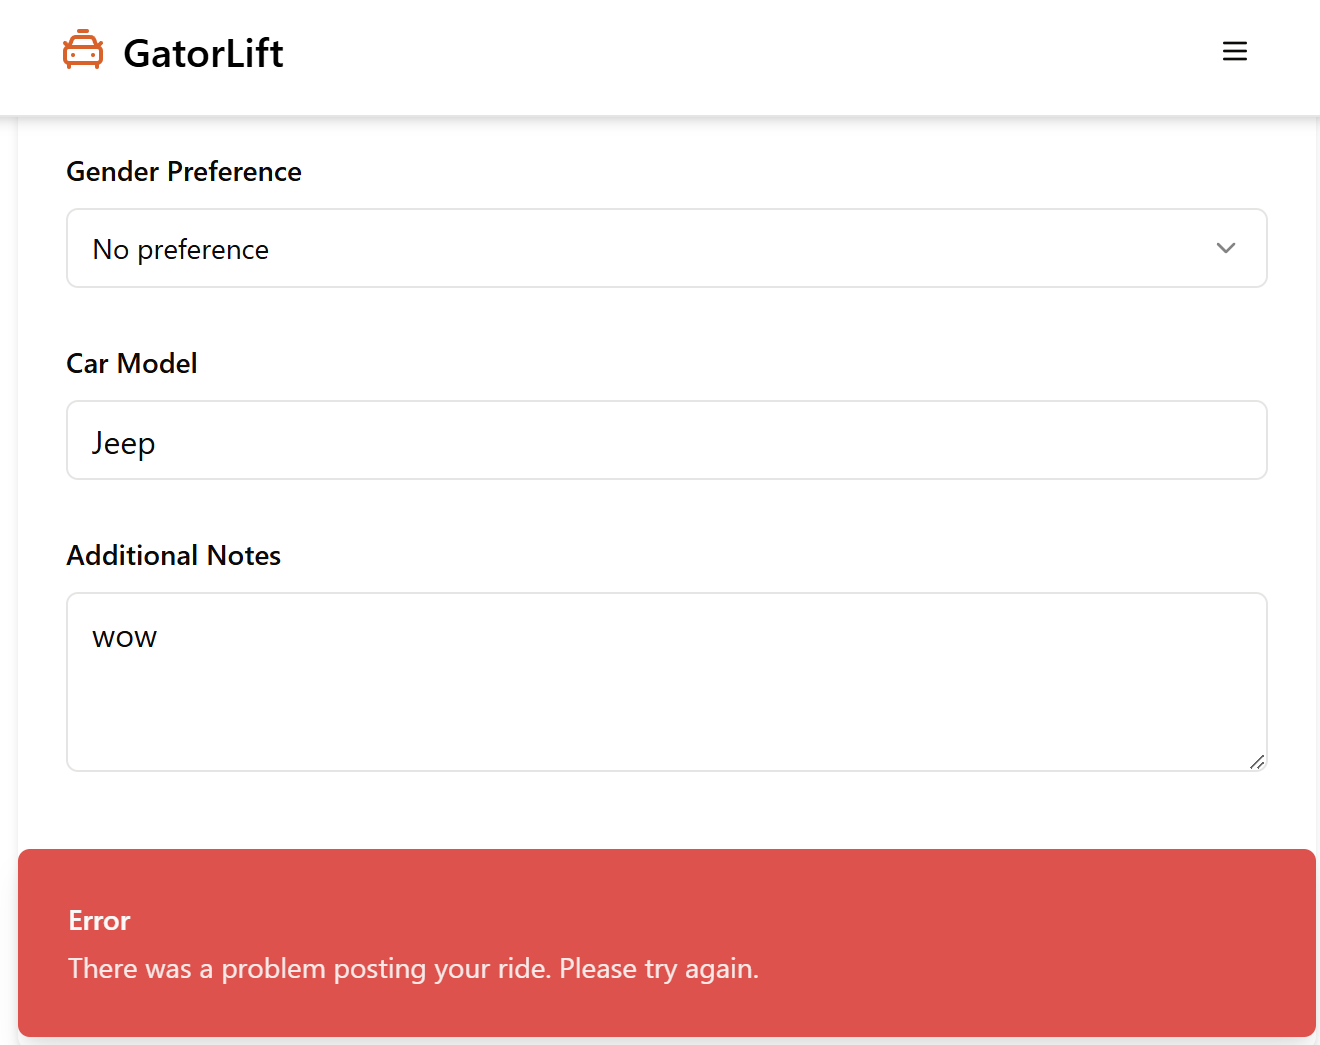 GatorLift
Gender Preference
No preference
Car Model
Jeep
Additional Notes
wow
Error
There was a problem posting your ride. Please try again.